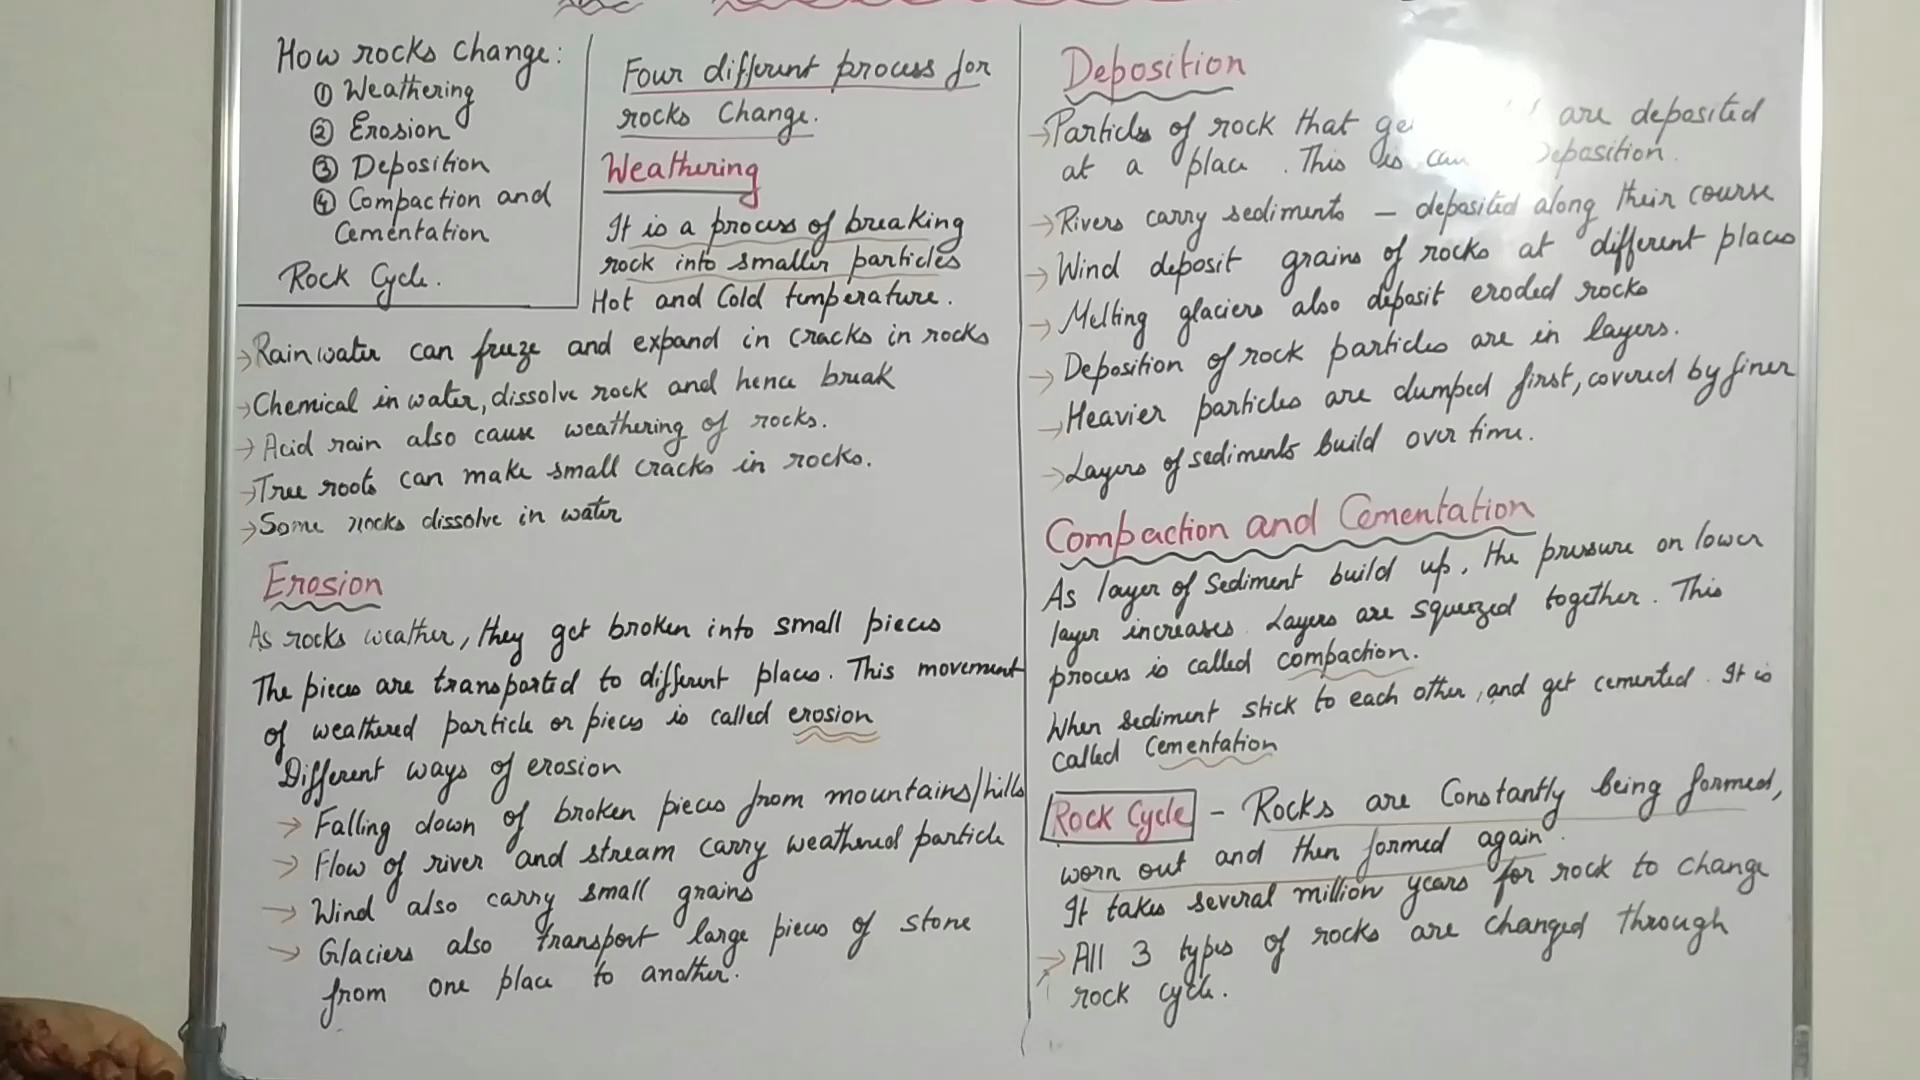 How rocks Change:
① Weathering
② Erosion
③ Deposition
④ Compaction and
Cementation
Rock Cycle.
Four different process for
rocks Change.
Weathering
It is a process of breaking
rock into smaller particles
Hot and Cold temperature.
→ Rain water can freeze and expand in cracks in rocks
→ Chemical in water, dissolve rock and hence break
→ Acid rain also cause weathering of rocks.
→ Tree roots can make small cracks in rocks.
→ Some rocks dissolve in water
Erosion
As rocks weather, they get broken into small pieces
The pieces are transported to different places. This movement
of weathered particle or pieces is called erosion
Different ways of erosion
→ Falling down of broken pieces from mountains/hills
→ Flow of river and stream carry weathered particle
→ Wind also carry small grains
→ Glaciers also transport large pieces of stone
from one place to another.
Deposition
→ Particles of rock that are deposited
at a place. This is Deposition.
→ Rivers carry sediments – deposited along their course
→ Wind deposit grains of rocks at different places
→ Melting glaciers also deposit eroded rocks
→ Deposition of rock particles are in layers.
→ Heavier particles are dumped first, covered by finer
→ Layers of sediments build over time.
Compaction and Cementation
As layer of Sediment build up, the pressure on lower
layer increases. Layers are squeezed together. This
process is called compaction.
When sediment stick to each other, and get cemented. It is
called Cementation
Rock Cycle – Rocks are Constantly being formed,
worn out and then formed again.
It takes several million years for rock to change
→ All 3 types of rocks are changed through
rock cycle.